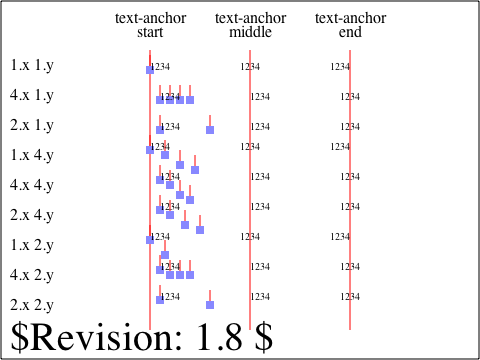 text-anchor text-anchor text-anchor
start middle end
1.x 1.y 1234 1234 1234
4.x 1.y 1234 1234 1234
2.x 1.y 1234 1234 1234
1.x 4.y 1234 1234 1234
4.x 4.y 1234 1234 1234
2.x 4.y 1234 1234 1234
1.x 2.y 1234 1234 1234
4.x 2.y 1234 1234 1234
2.x 2.y 1234 1234 1234
$Revision: 1.8 $